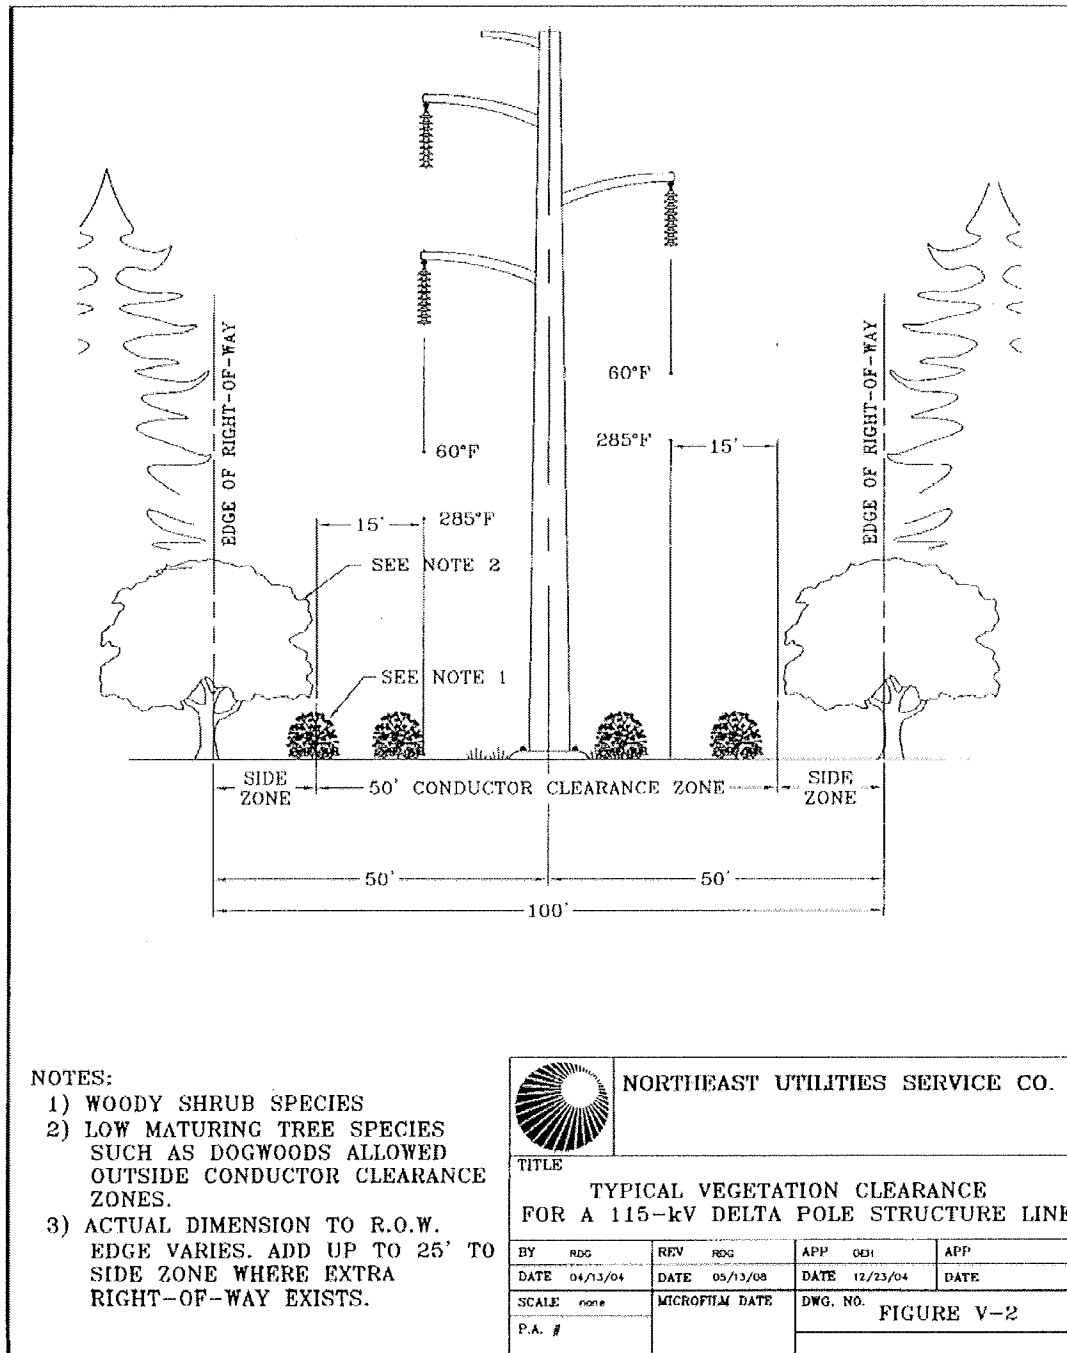 EDGE OF RIGHT-OF-WAY
EDGE OF RIGHT-OF-WAY
60°F
285°F
15'
60°F
15'
285°F
SEE NOTE 2
SEE NOTE 1
SIDE ZONE
50' CONDUCTOR CLEARANCE ZONE
SIDE ZONE
50'
50'
100'
NOTES:
1) WOODY SHRUB SPECIES
2) LOW MATURING TREE SPECIES
SUCH AS DOGWOODS ALLOWED
OUTSIDE CONDUCTOR CLEARANCE
ZONES.
3) ACTUAL DIMENSION TO R.O.W.
EDGE VARIES. ADD UP TO 25' TO
SIDE ZONE WHERE EXTRA
RIGHT-OF-WAY EXISTS.
NORTHEAST UTILITIES SERVICE CO.
TITLE
TYPICAL VEGETATION CLEARANCE
FOR A 115-kV DELTA POLE STRUCTURE LINE
BY RDG REV RDG APP APP
DATE 04/13/04 DATE 05/13/08 DATE 12/23/04 DATE
SCALE none MICROFILM DATE DWG. NO. FIGURE V-2
P.A. #